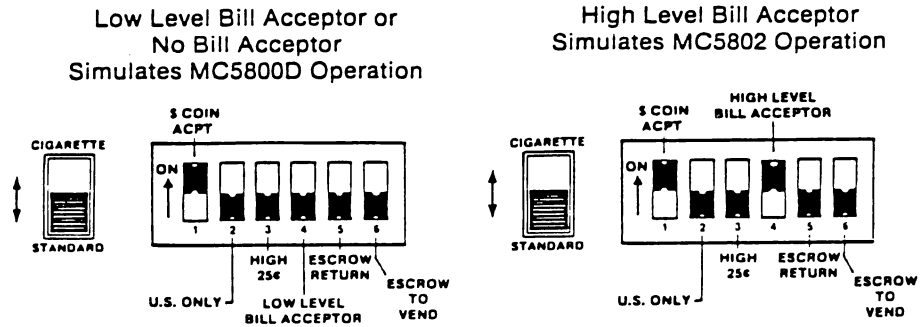 Low Level Bill Acceptor or
No Bill Acceptor
Simulates MC5800D Operation
$ COIN
ACPT
CIGARETTE
STANDARD
ON
1 2 3 4 5 6
HIGH
25¢
ESCROW
RETURN
U.S. ONLY
LOW LEVEL
BILL ACCEPTOR
ESCROW
TO
VEND
High Level Bill Acceptor
Simulates MC5802 Operation
$ COIN
ACPT
HIGH LEVEL
BILL ACCEPTOR
CIGARETTE
STANDARD
ON
1 2 3 4 5 6
HIGH
25¢
ESCROW
RETURN
U.S. ONLY
ESCROW
TO
VEND